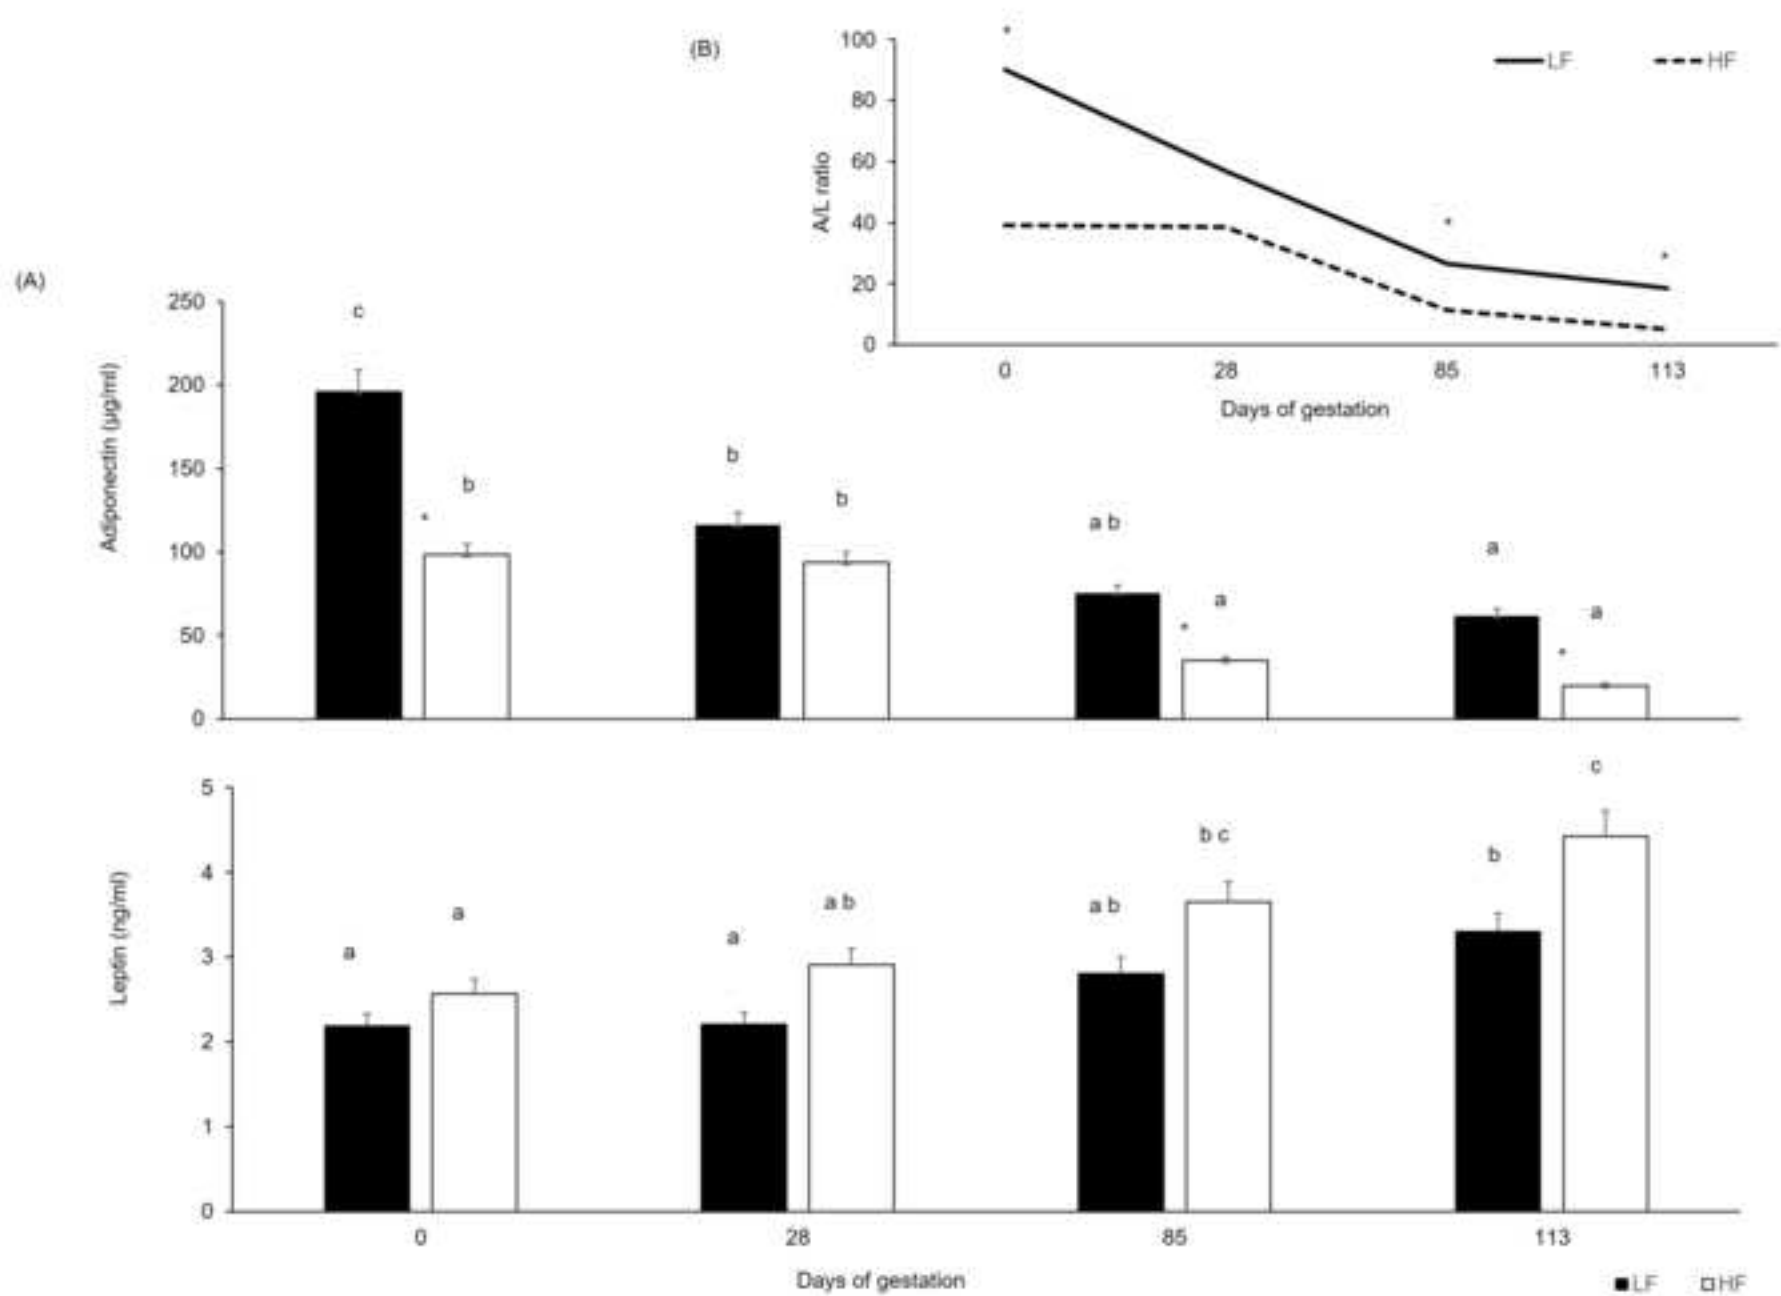 (B)
100
80
60
40
20
0
A/L ratio
*
*
*
LF
HF
0 28 85 113
Days of gestation
(A)
250
200
150
100
50
0
Adiponectin (µg/ml)
c
* b
b
b
a b
* a
a
* a
5
4
3
2
1
0
Leptin (ng/ml)
a
a
a
a b
a b
b c
b
c
0 28 85 113
Days of gestation
LF HF